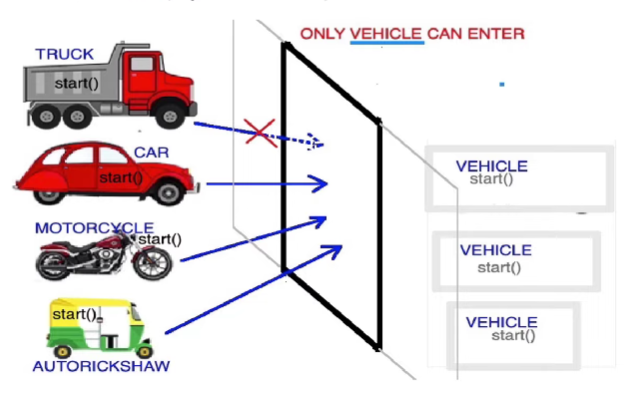 ONLY VEHICLE CAN ENTER
TRUCK
start()
CAR
start()
MOTORCYCLE
start()
start()
AUTORICKSHAW
VEHICLE
start()
VEHICLE
start()
VEHICLE
start()